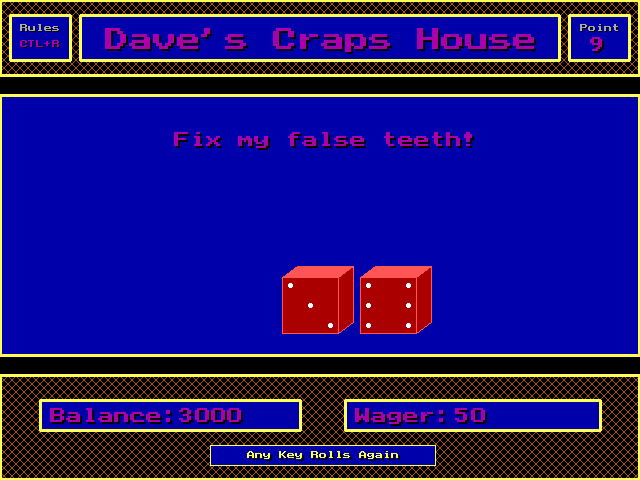 Rules
CTL+R
Dave's Craps House
Point
9
Fix my false teeth!
Balance:3000
Wager:50
Any Key Rolls Again